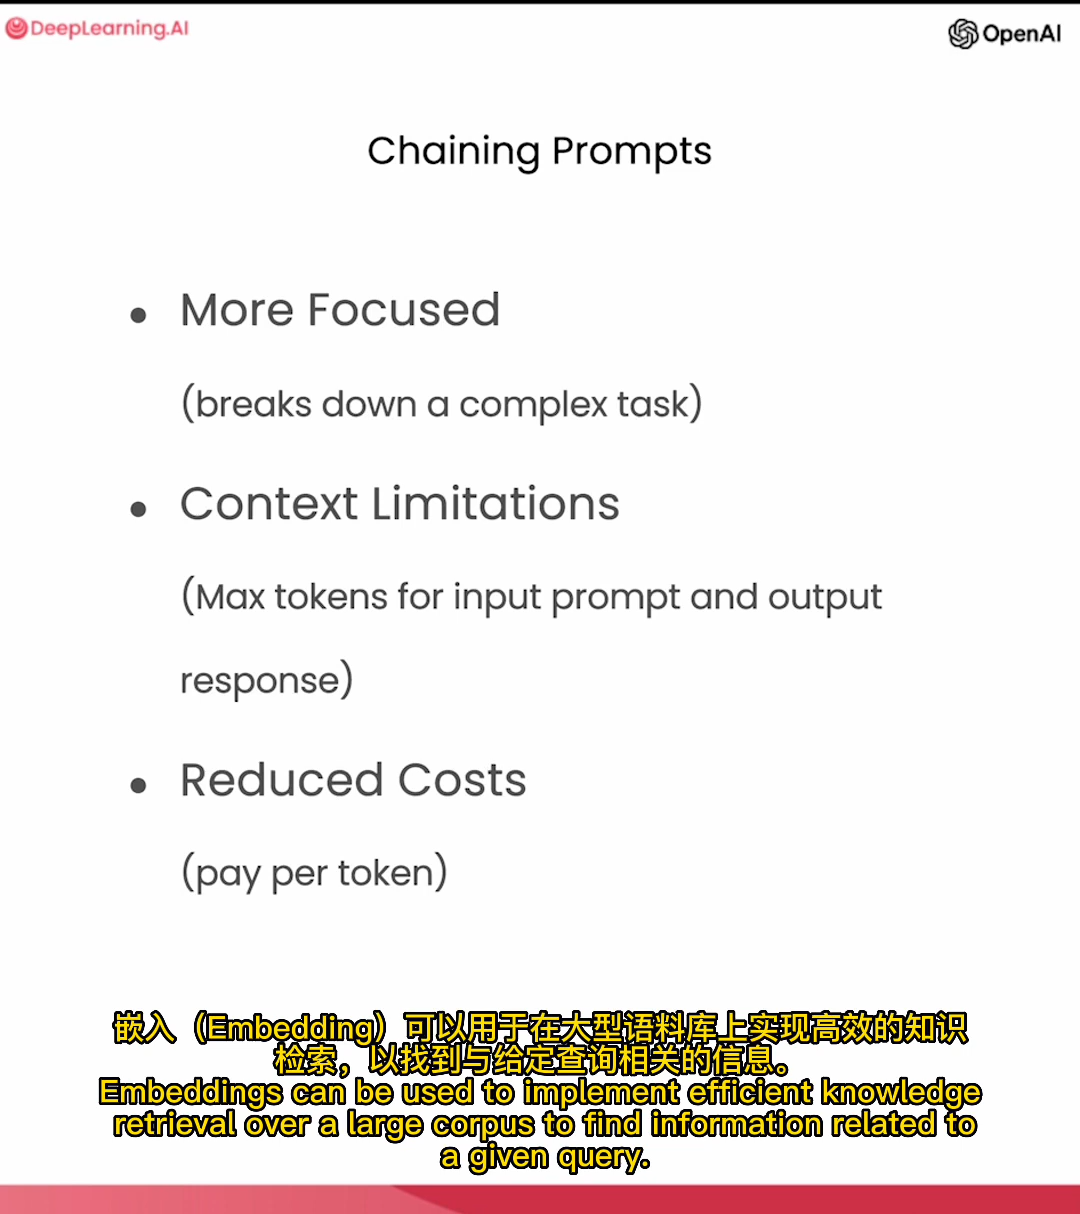 DeepLearning.AI
OpenAI
Chaining Prompts
• More Focused
(breaks down a complex task)
• Context Limitations
(Max tokens for input prompt and output
response)
• Reduced Costs
(pay per token)
嵌入（Embedding）可以用于在大型语料库上实现高效的知识
检索，以找到与给定查询相关的信息。
Embeddings can be used to implement efficient knowledge
retrieval over a large corpus to find information related to
a given query.